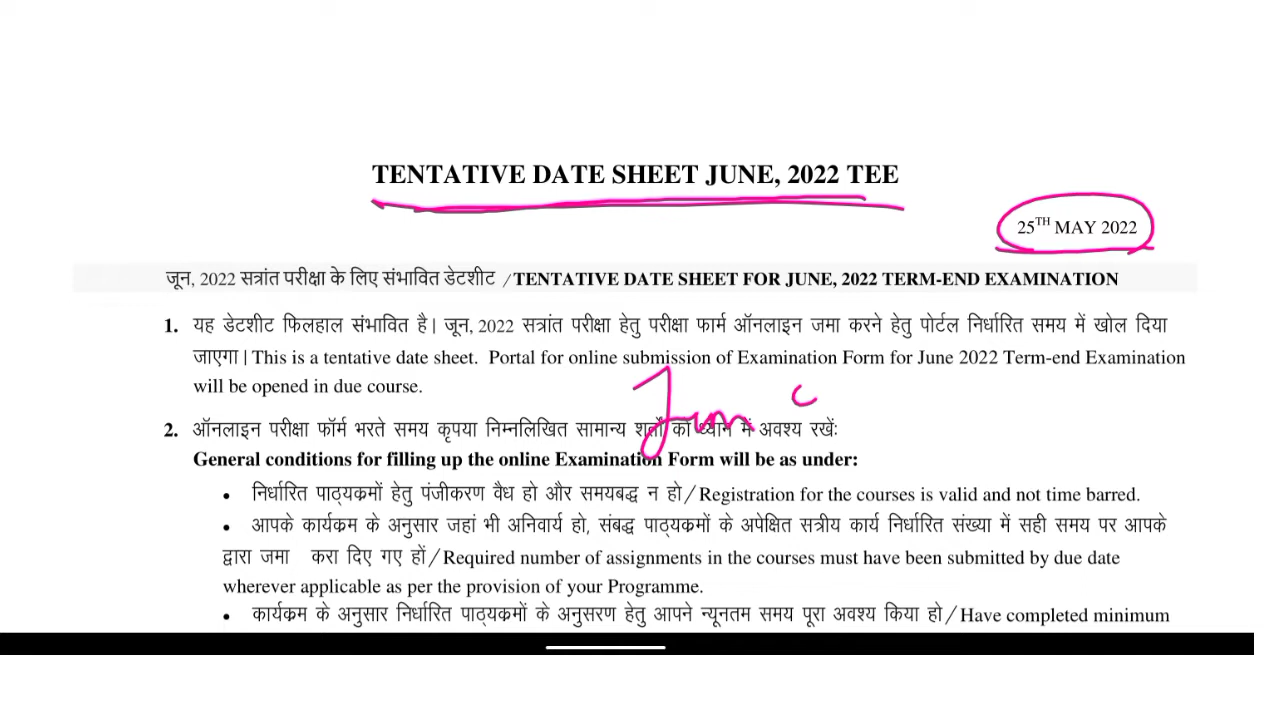 TENTATIVE DATE SHEET JUNE, 2022 TEE
25TH MAY 2022
जून, 2022 सत्रांत परीक्षा के लिए संभावित डेटशीट / TENTATIVE DATE SHEET FOR JUNE, 2022 TERM-END EXAMINATION
1. यह डेटशीट फिलहाल संभावित है। जून, 2022 सत्रांत परीक्षा हेतु परीक्षा फार्म ऑनलाइन जमा करने हेतु पोर्टल निर्धारित समय में खोल दिया
जाएगा | This is a tentative date sheet. Portal for online submission of Examination Form for June 2022 Term-end Examination
will be opened in due course.
2. ऑनलाइन परीक्षा फॉर्म भरते समय कृपया निम्नलिखित सामान्य शर्तों को ध्यान में अवश्य रखें:
General conditions for filling up the online Examination Form will be as under:
• निर्धारित पाठ्यक्रमों हेतु पंजीकरण वैध हो और समयबद्ध न हो / Registration for the courses is valid and not time barred.
• आपके कार्यक्रम के अनुसार जहां भी अनिवार्य हो, संबद्ध पाठ्यक्रमों के अपेक्षित सत्रीय कार्य निर्धारित संख्या में सही समय पर आपके
द्वारा जमा करा दिए गए हों / Required number of assignments in the courses must have been submitted by due date
wherever applicable as per the provision of your Programme.
• कार्यक्रम के अनुसार निर्धारित पाठ्यक्रमों के अनुसरण हेतु आपने न्यूनतम समय पूरा अवश्य किया हो / Have completed minimum